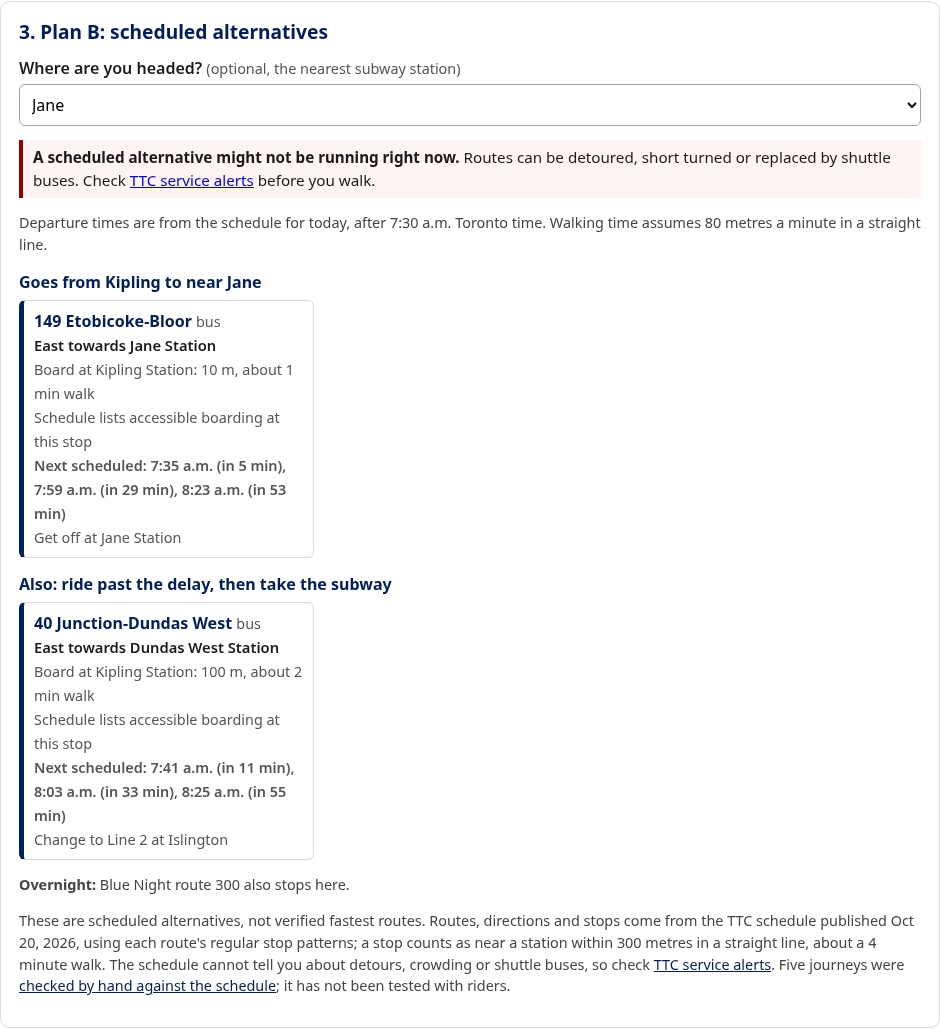 3. Plan B: scheduled alternatives
Where are you headed? (optional, the nearest subway station)
Jane
A scheduled alternative might not be running right now. Routes can be detoured, short turned or replaced by shuttle
buses. Check TTC service alerts before you walk.
Departure times are from the schedule for today, after 7:30 a.m. Toronto time. Walking time assumes 80 metres a minute in a straight
line.
Goes from Kipling to near Jane
149 Etobicoke-Bloor bus
East towards Jane Station
Board at Kipling Station: 10 m, about 1
min walk
Schedule lists accessible boarding at
this stop
Next scheduled: 7:35 a.m. (in 5 min),
7:59 a.m. (in 29 min), 8:23 a.m. (in 53
min)
Get off at Jane Station
Also: ride past the delay, then take the subway
40 Junction-Dundas West bus
East towards Dundas West Station
Board at Kipling Station: 100 m, about 2
min walk
Schedule lists accessible boarding at
this stop
Next scheduled: 7:41 a.m. (in 11 min),
8:03 a.m. (in 33 min), 8:25 a.m. (in 55
min)
Change to Line 2 at Islington
Overnight: Blue Night route 300 also stops here.
These are scheduled alternatives, not verified fastest routes. Routes, directions and stops come from the TTC schedule published Oct
20, 2026, using each route's regular stop patterns; a stop counts as near a station within 300 metres in a straight line, about a 4
minute walk. The schedule cannot tell you about detours, crowding or shuttle buses, so check TTC service alerts. Five journeys were
checked by hand against the schedule; it has not been tested with riders.